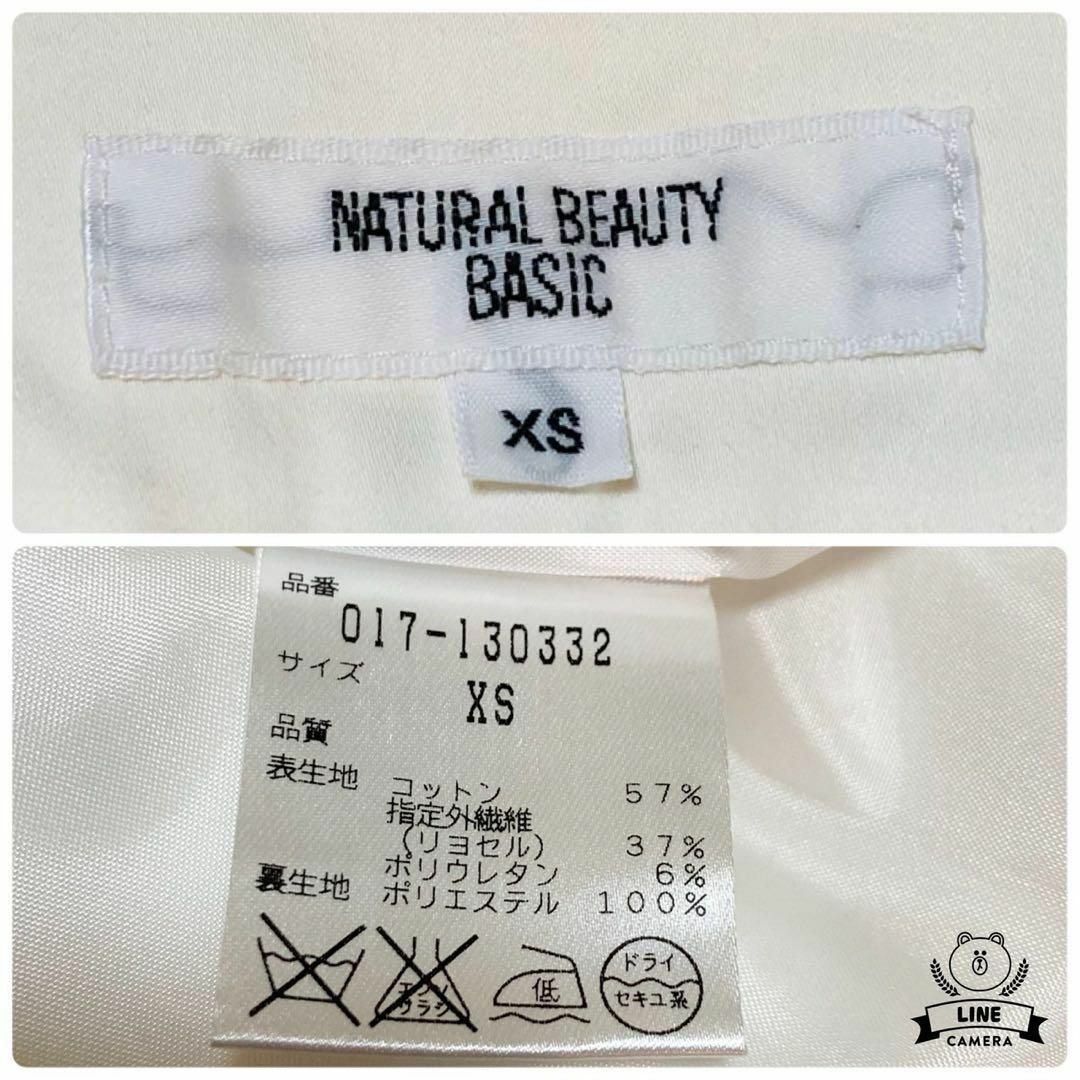 NATURAL BEAUTY
BASIC
XS
品番
017-130332
サイズ
XS
品質
表生地 コットン 57%
指定外繊維
(リヨセル) 37%
ポリウレタン 6%
裏生地 ポリエステル 100%
エンソ
サラシ
低
ドライ
セキユ系
LINE
CAMERA